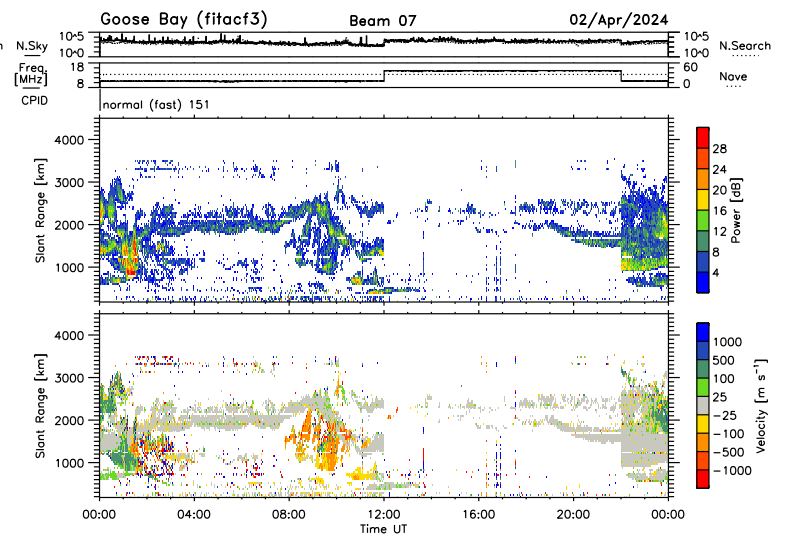 Goose Bay (fitacf3) Beam 07 02/Apr/2024
n N.Sky 10^5 10^0 10^5 10^0 N.Search
Freq. [MHz] 18 8 60 0 Nave
CPID normal (fast) 151
Slant Range [km] 4000 3000 2000 1000
28 24 20 16 12 8 4 Power [dB]
Slant Range [km] 4000 3000 2000 1000
1000 500 100 25 −25 −100 −500 −1000 Velocity [m s⁻¹]
00:00 04:00 08:00 12:00 16:00 20:00 00:00
Time UT